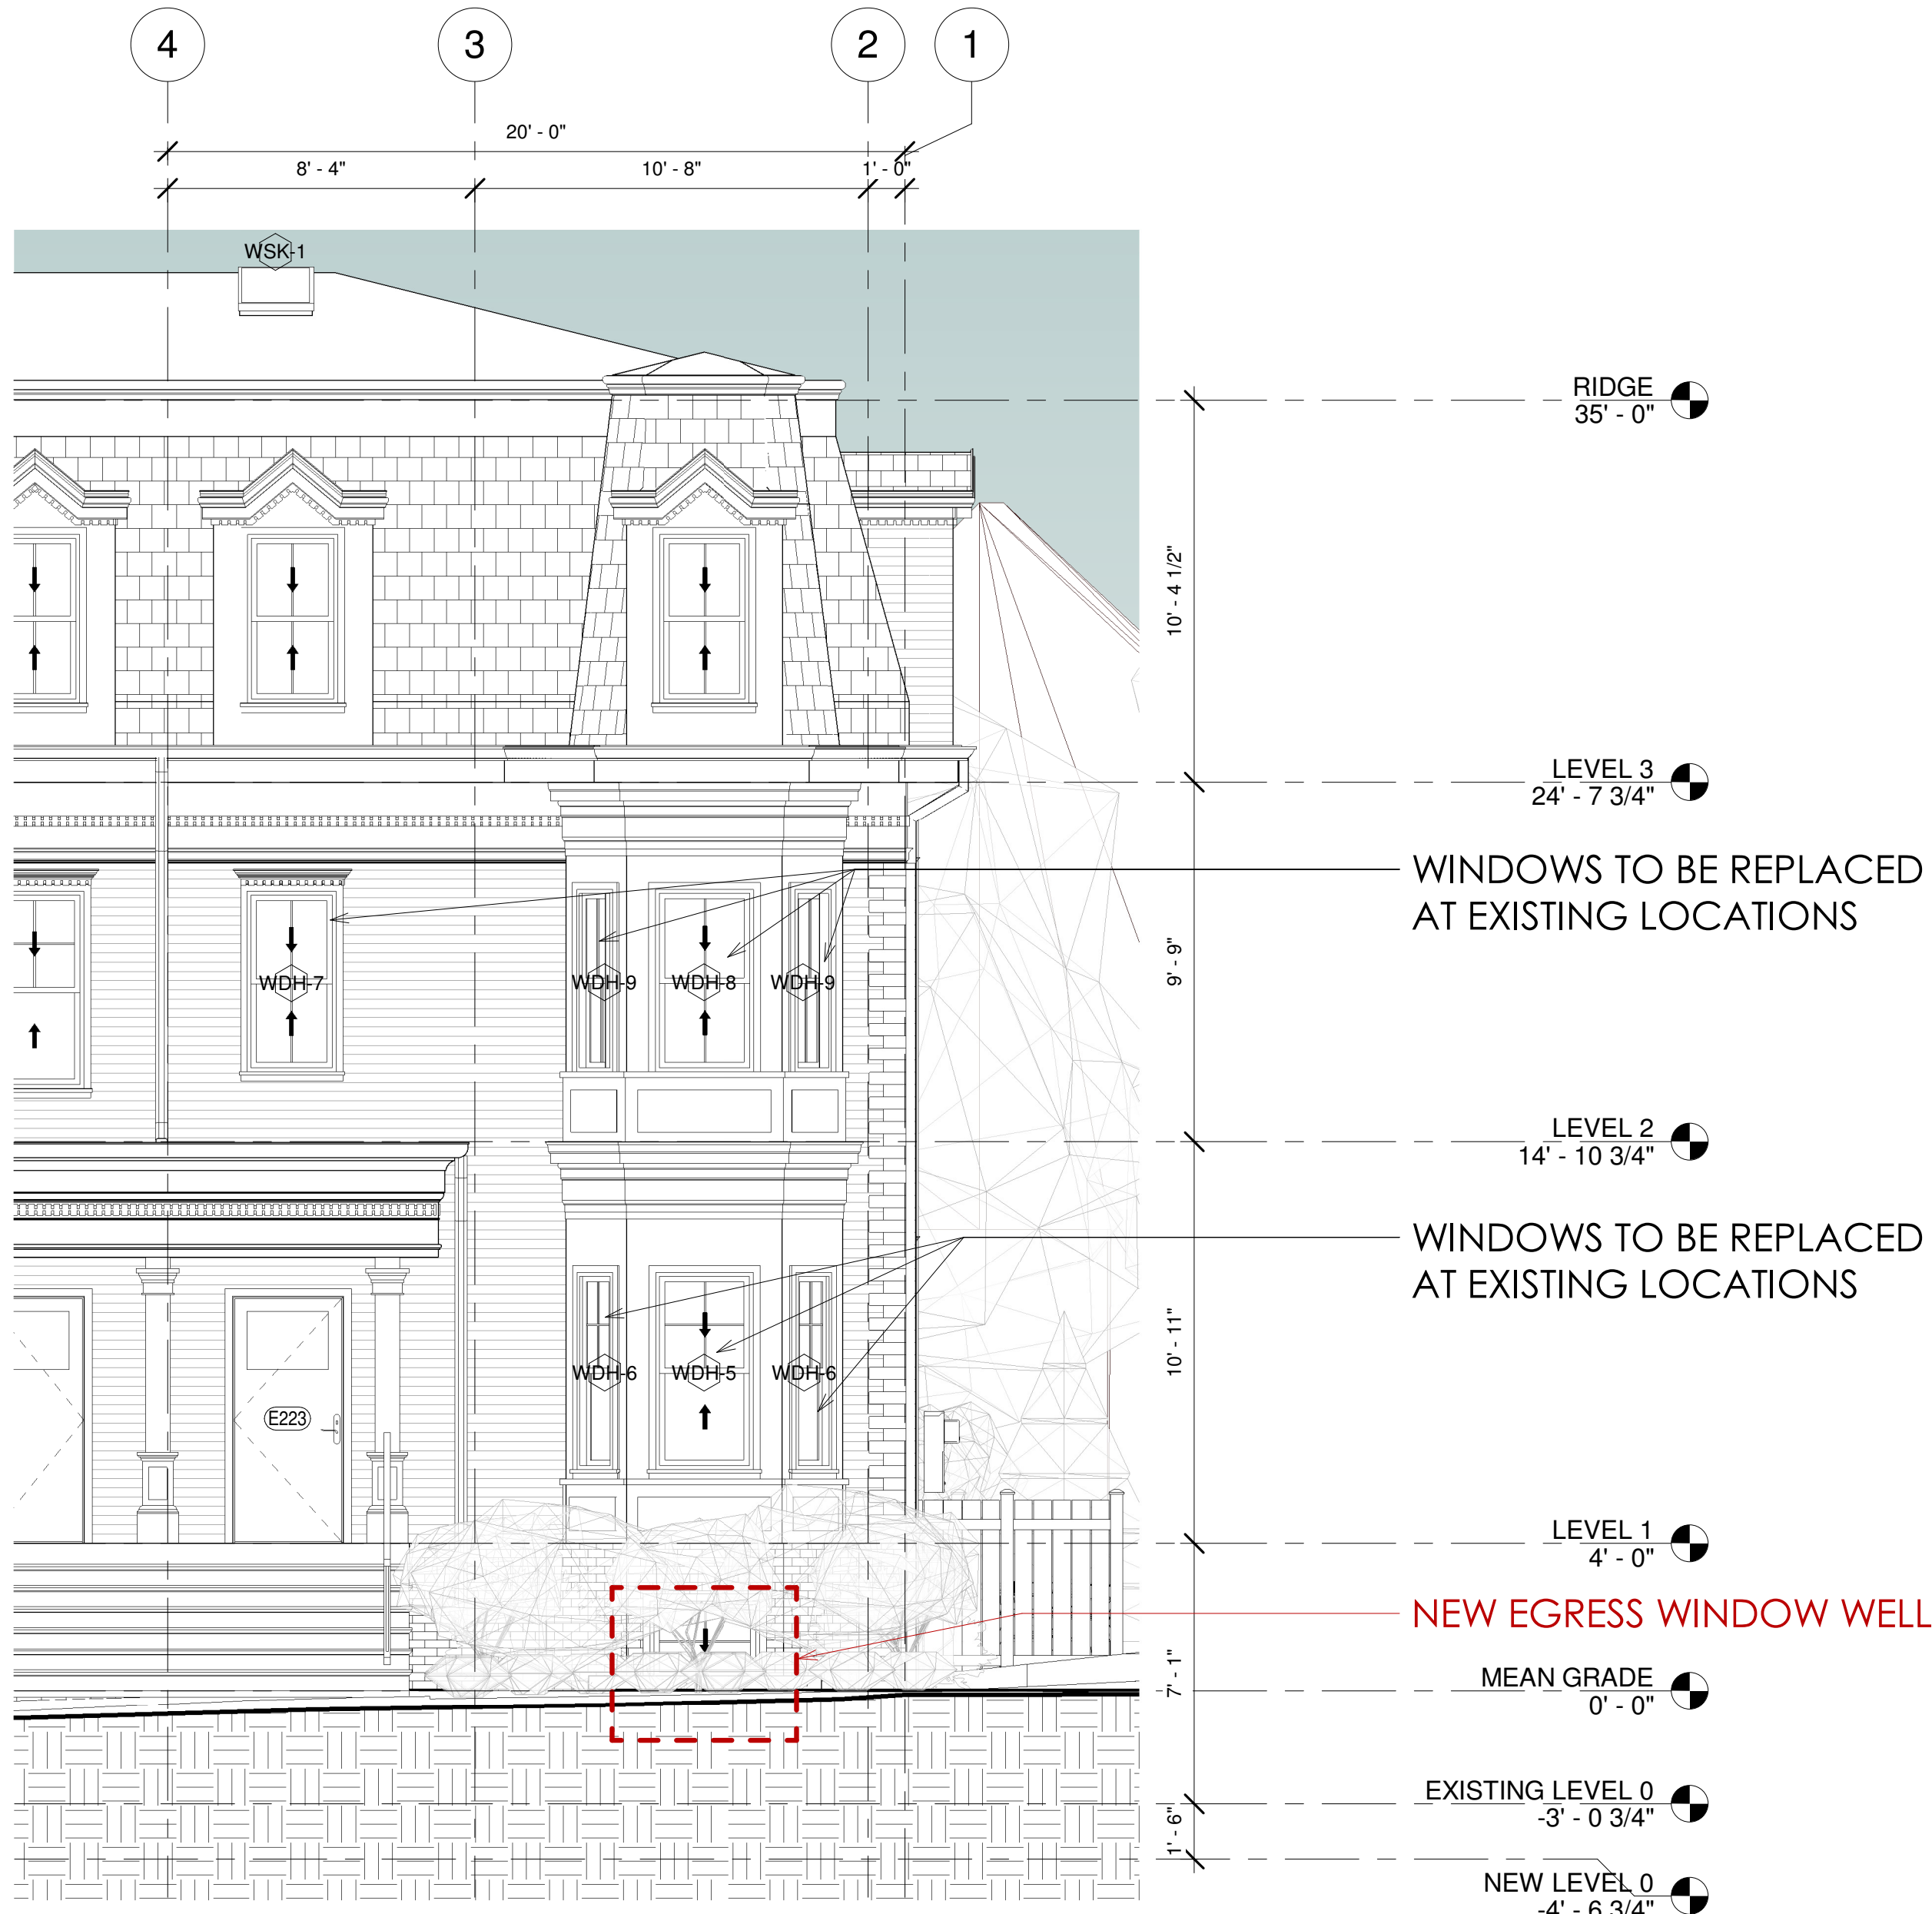 4
3
2
1
20' - 0"
8' - 4"
10' - 8"
1' - 0"
WSK-1
RIDGE
35' - 0"
10' - 4 1/2"
LEVEL 3
24' - 7 3/4"
WINDOWS TO BE REPLACED
AT EXISTING LOCATIONS
9' - 9"
WDH-7
WDH-9
WDH-8
WDH-9
LEVEL 2
14' - 10 3/4"
WINDOWS TO BE REPLACED
AT EXISTING LOCATIONS
10' - 11"
WDH-6
WDH-5
WDH-6
E223
LEVEL 1
4' - 0"
NEW EGRESS WINDOW WELL
7' - 1"
MEAN GRADE
0' - 0"
EXISTING LEVEL 0
-3' - 0 3/4"
1' - 6"
NEW LEVEL 0
-4' - 6 3/4"